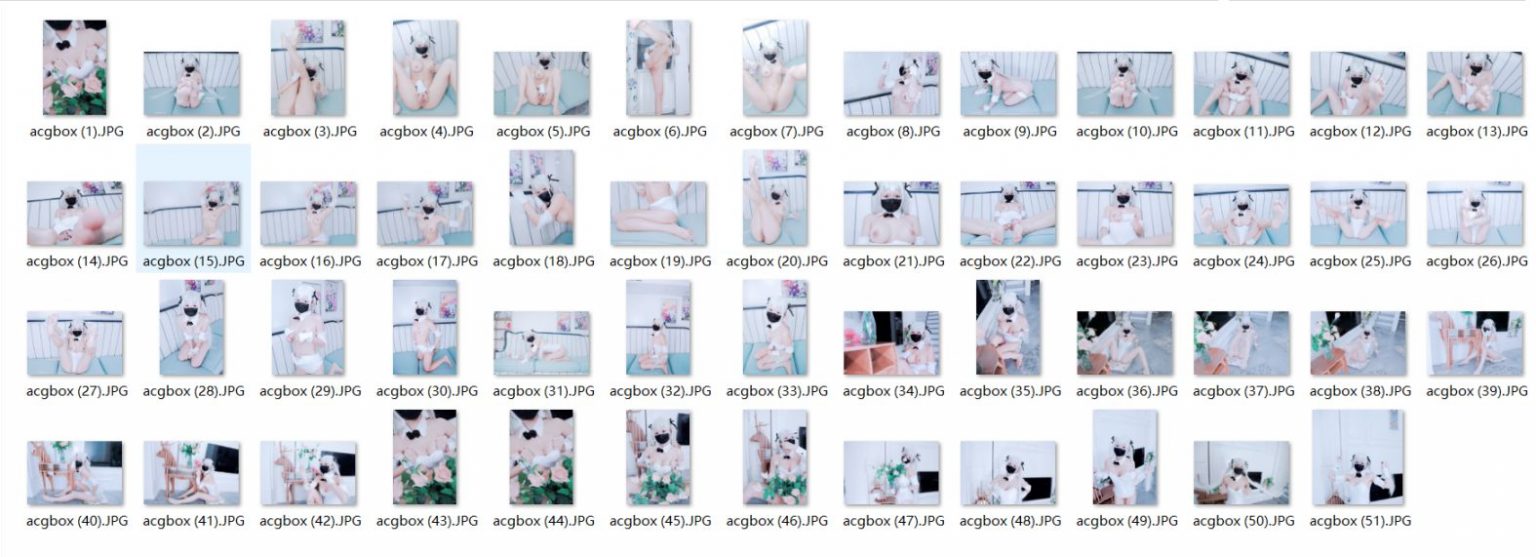 acgbox (1).JPG acgbox (2).JPG acgbox (3).JPG acgbox (4).JPG acgbox (5).JPG acgbox (6).JPG acgbox (7).JPG acgbox (8).JPG acgbox (9).JPG acgbox (10).JPG acgbox (11).JPG acgbox (12).JPG acgbox (13).JPG
acgbox (14).JPG acgbox (15).JPG acgbox (16).JPG acgbox (17).JPG acgbox (18).JPG acgbox (19).JPG acgbox (20).JPG acgbox (21).JPG acgbox (22).JPG acgbox (23).JPG acgbox (24).JPG acgbox (25).JPG acgbox (26).JPG
acgbox (27).JPG acgbox (28).JPG acgbox (29).JPG acgbox (30).JPG acgbox (31).JPG acgbox (32).JPG acgbox (33).JPG acgbox (34).JPG acgbox (35).JPG acgbox (36).JPG acgbox (37).JPG acgbox (38).JPG acgbox (39).JPG
acgbox (40).JPG acgbox (41).JPG acgbox (42).JPG acgbox (43).JPG acgbox (44).JPG acgbox (45).JPG acgbox (46).JPG acgbox (47).JPG acgbox (48).JPG acgbox (49).JPG acgbox (50).JPG acgbox (51).JPG